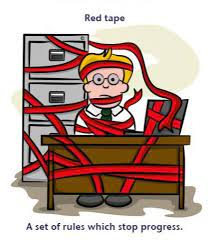 Red tape
A set of rules which stop progress.